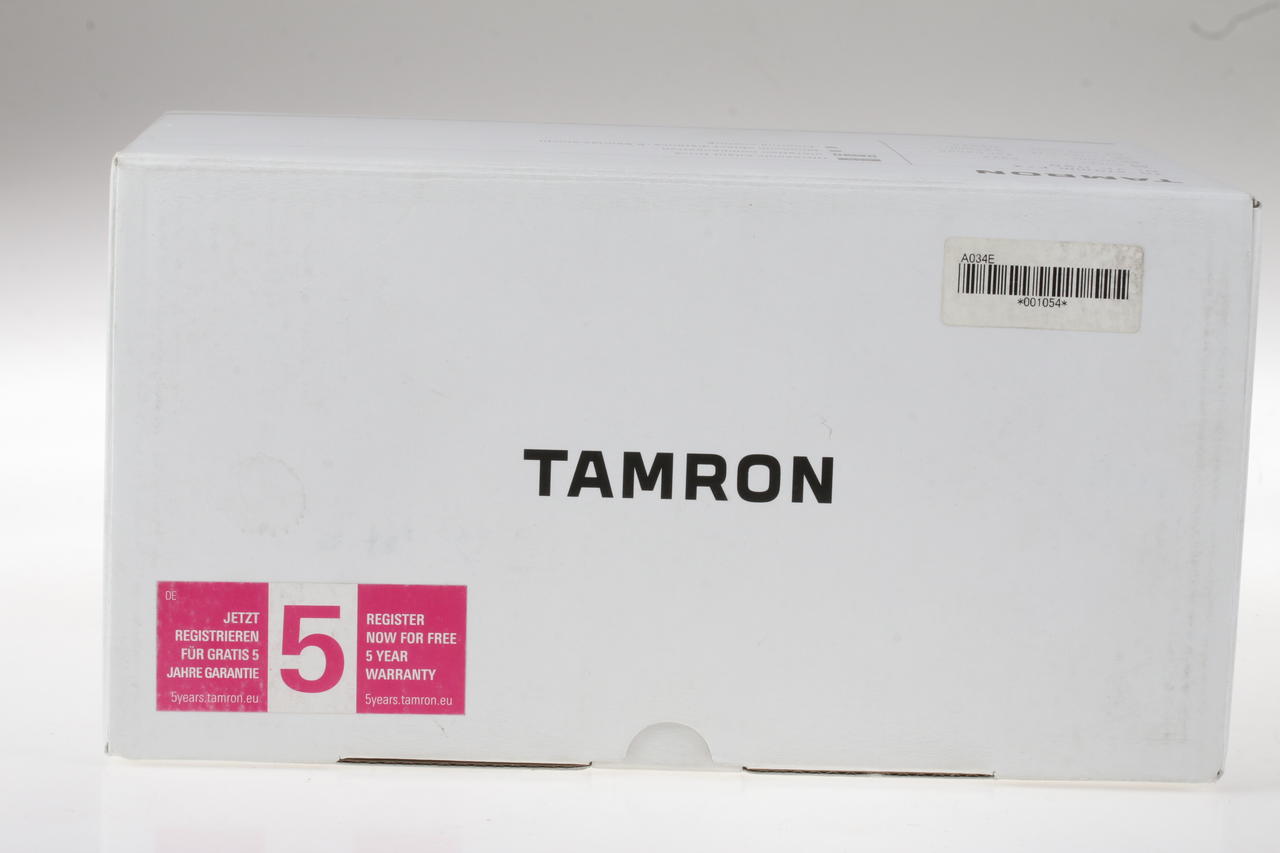 TAMRON
A034E
*001054*
TAMRON
DE
JETZT
REGISTRIEREN
FÜR GRATIS 5
JAHRE GARANTIE
5years.tamron.eu
5
REGISTER
NOW FOR FREE
5 YEAR
WARRANTY
5years.tamron.eu